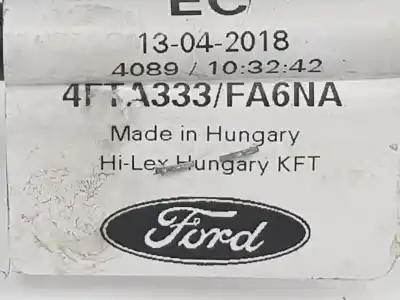 EC
13-04-2018
4089 / 10:32:42
4FTA333/FA6NA
Made in Hungary
Hi-Lex Hungary KFT
Ford